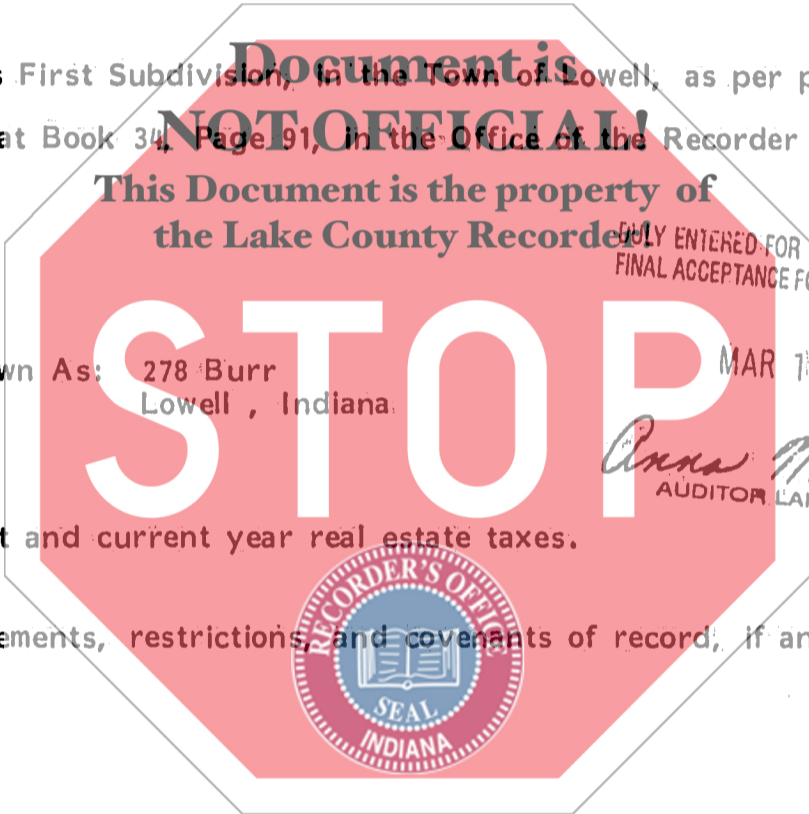 Document is
s First Subdivision, in the Town of Lowell, as per p
NOT OFFICIAL!
at Book 34, Page 91, in the Office of the Recorder
This Document is the property of
the Lake County Recorder!
DULY ENTERED FOR
FINAL ACCEPTANCE FO
STOP
wn As: 278 Burr
MAR 1
Lowell , Indiana
Anna
AUDITOR LA
t and current year real estate taxes.
RECORDER'S OFFICE
ements, restrictions, and covenants of record, if an
SEAL
INDIANA